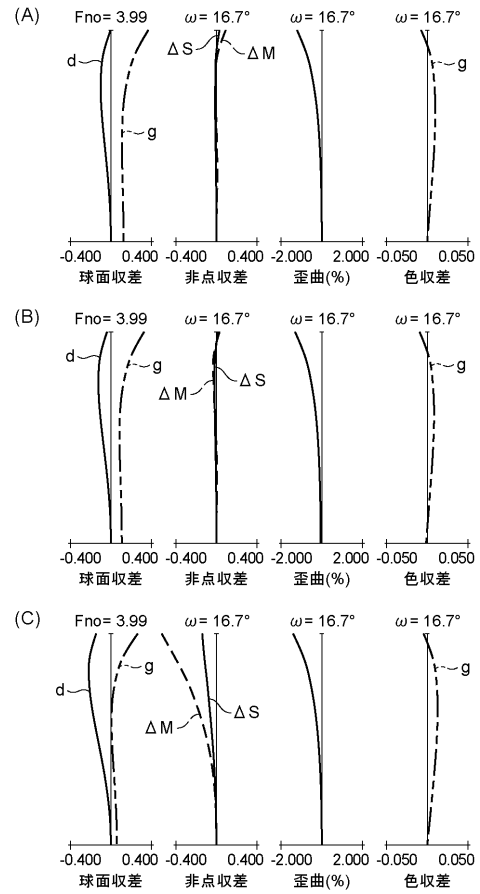 (A)
Fno= 3.99 ω= 16.7° ω= 16.7° ω= 16.7°
d ΔS ΔM g
g
-0.400 0.400 -0.400 0.400 -2.000 2.000 -0.050 0.050
球面収差 非点収差 歪曲(%) 色収差
(B)
Fno= 3.99 ω= 16.7° ω= 16.7° ω= 16.7°
d g ΔM ΔS g
-0.400 0.400 -0.400 0.400 -2.000 2.000 -0.050 0.050
球面収差 非点収差 歪曲(%) 色収差
(C)
Fno= 3.99 ω= 16.7° ω= 16.7° ω= 16.7°
d g ΔM ΔS g
-0.400 0.400 -0.400 0.400 -2.000 2.000 -0.050 0.050
球面収差 非点収差 歪曲(%) 色収差